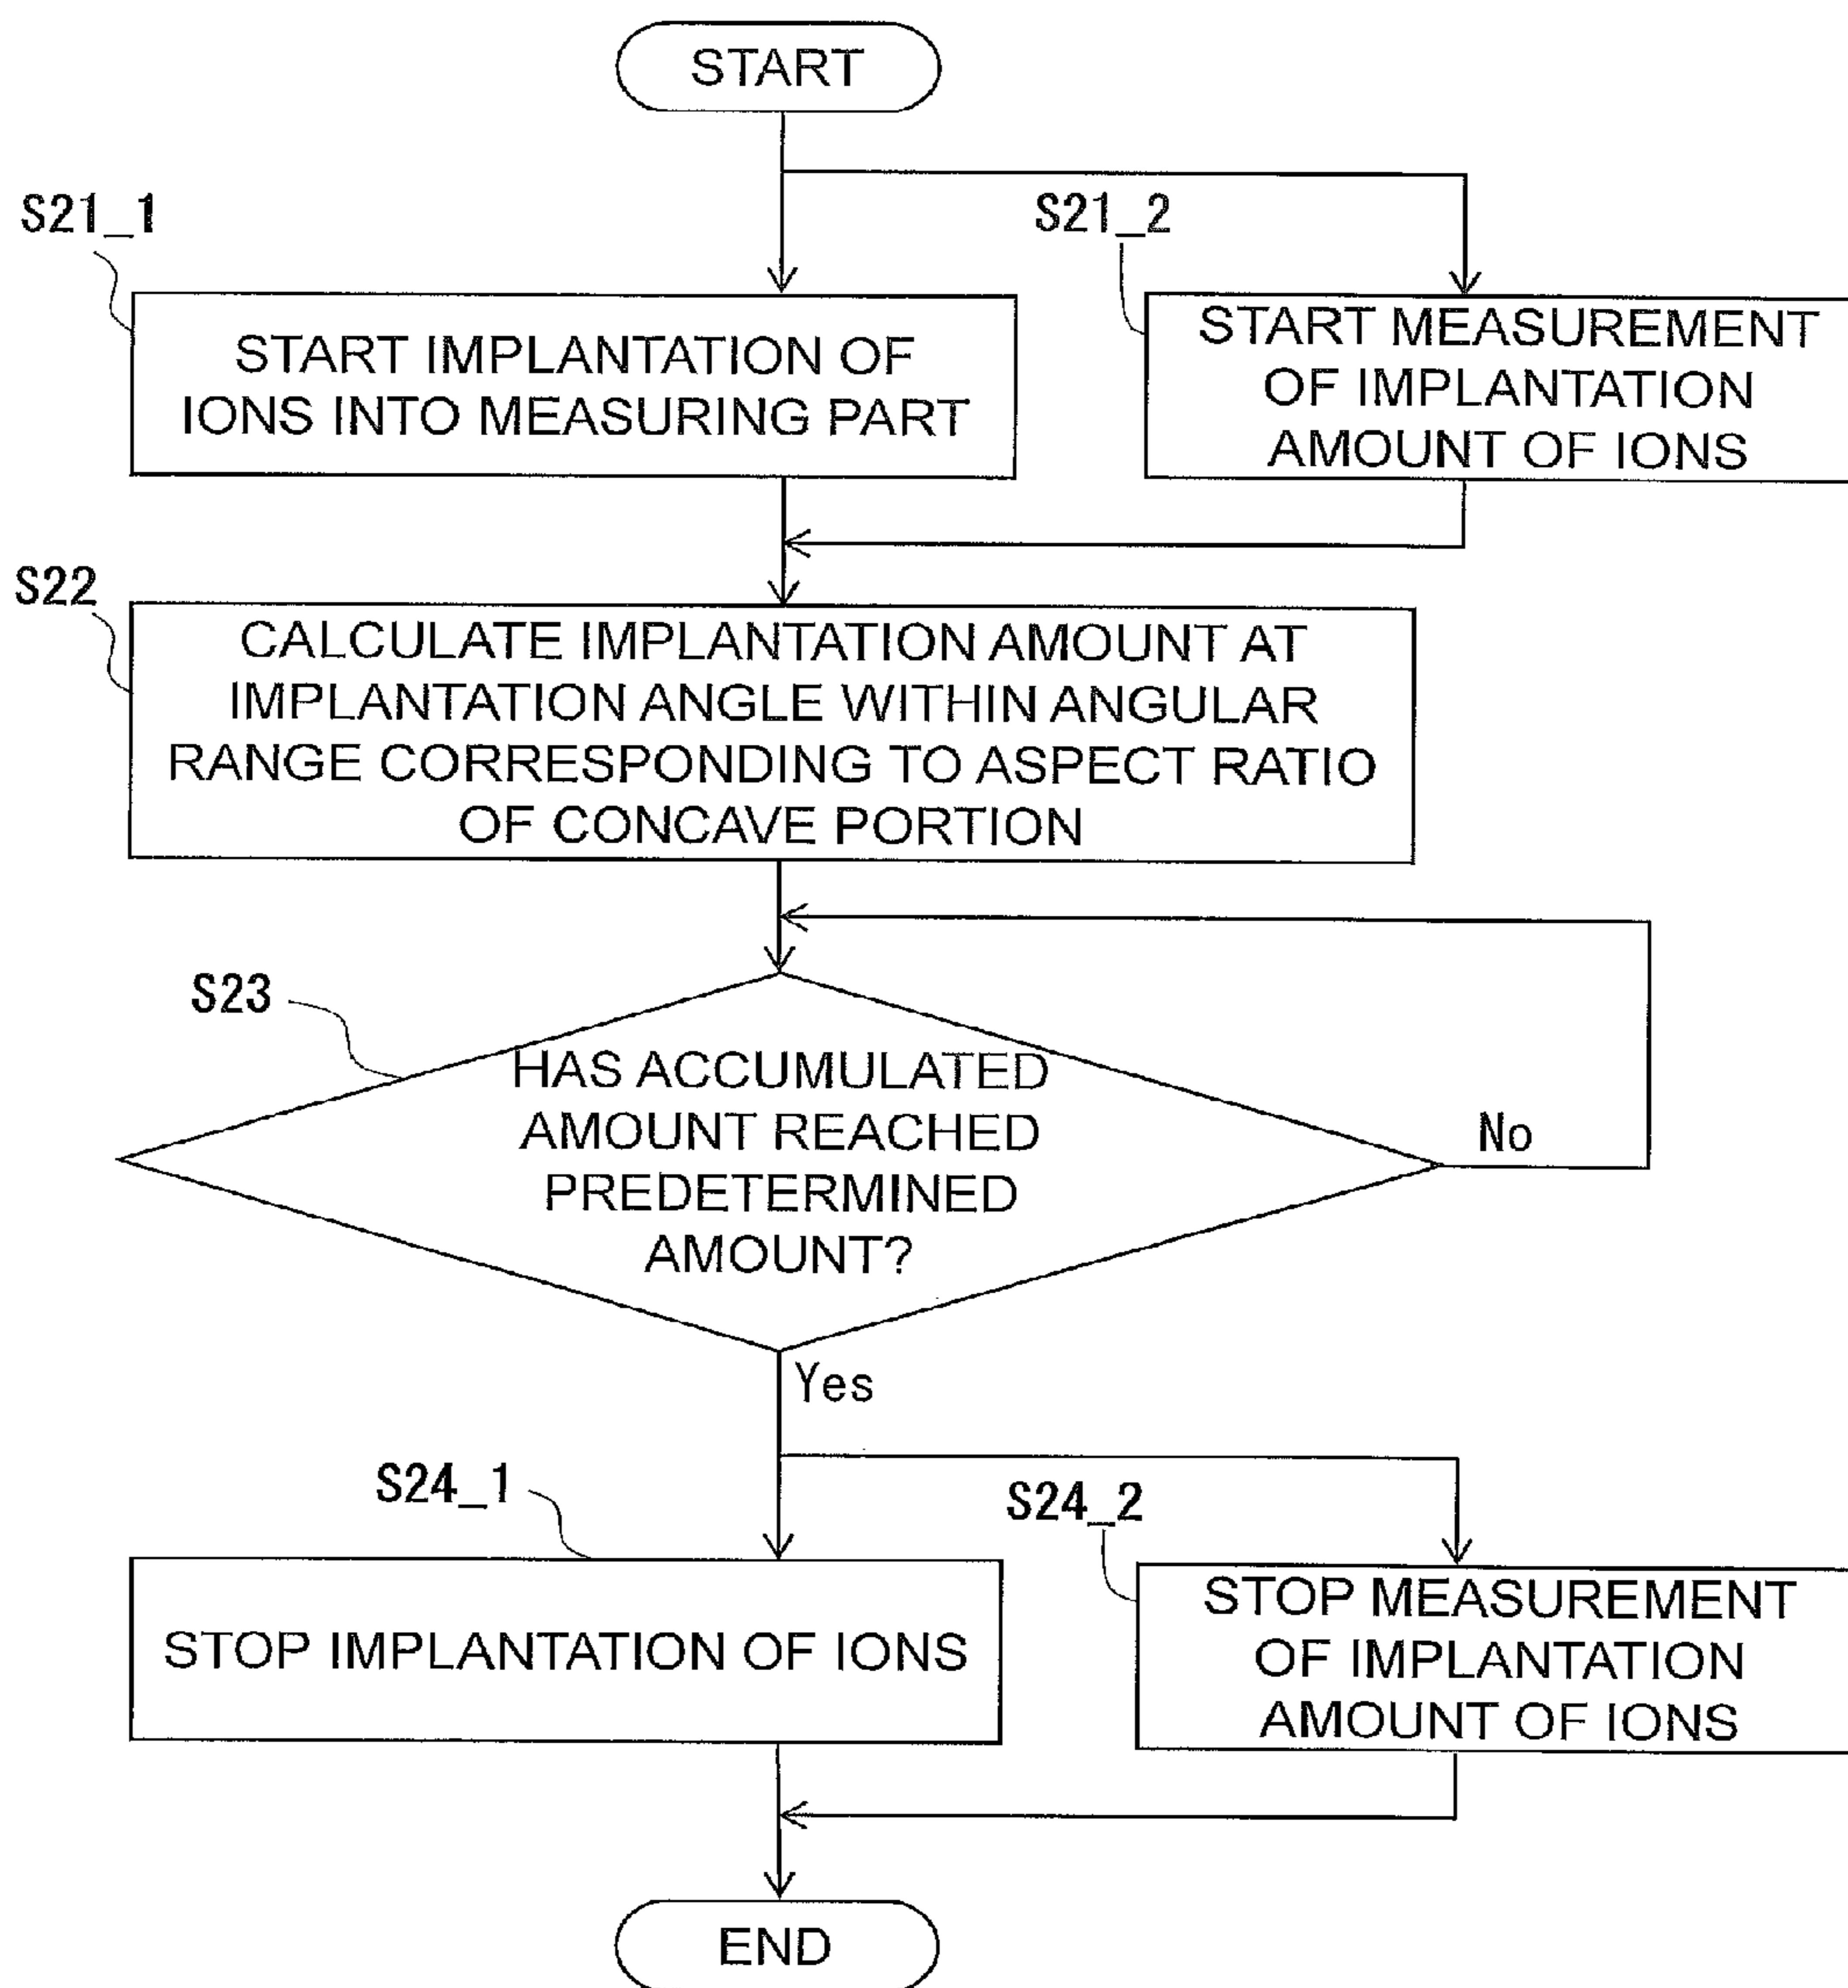 START
S21_1
START IMPLANTATION OF
IONS INTO MEASURING PART
S21_2
START MEASUREMENT
OF IMPLANTATION
AMOUNT OF IONS
S22
CALCULATE IMPLANTATION AMOUNT AT
IMPLANTATION ANGLE WITHIN ANGULAR
RANGE CORRESPONDING TO ASPECT RATIO
OF CONCAVE PORTION
S23
HAS ACCUMULATED
AMOUNT REACHED
PREDETERMINED
AMOUNT?
No
Yes
S24_1
STOP IMPLANTATION OF IONS
S24_2
STOP MEASUREMENT
OF IMPLANTATION
AMOUNT OF IONS
END